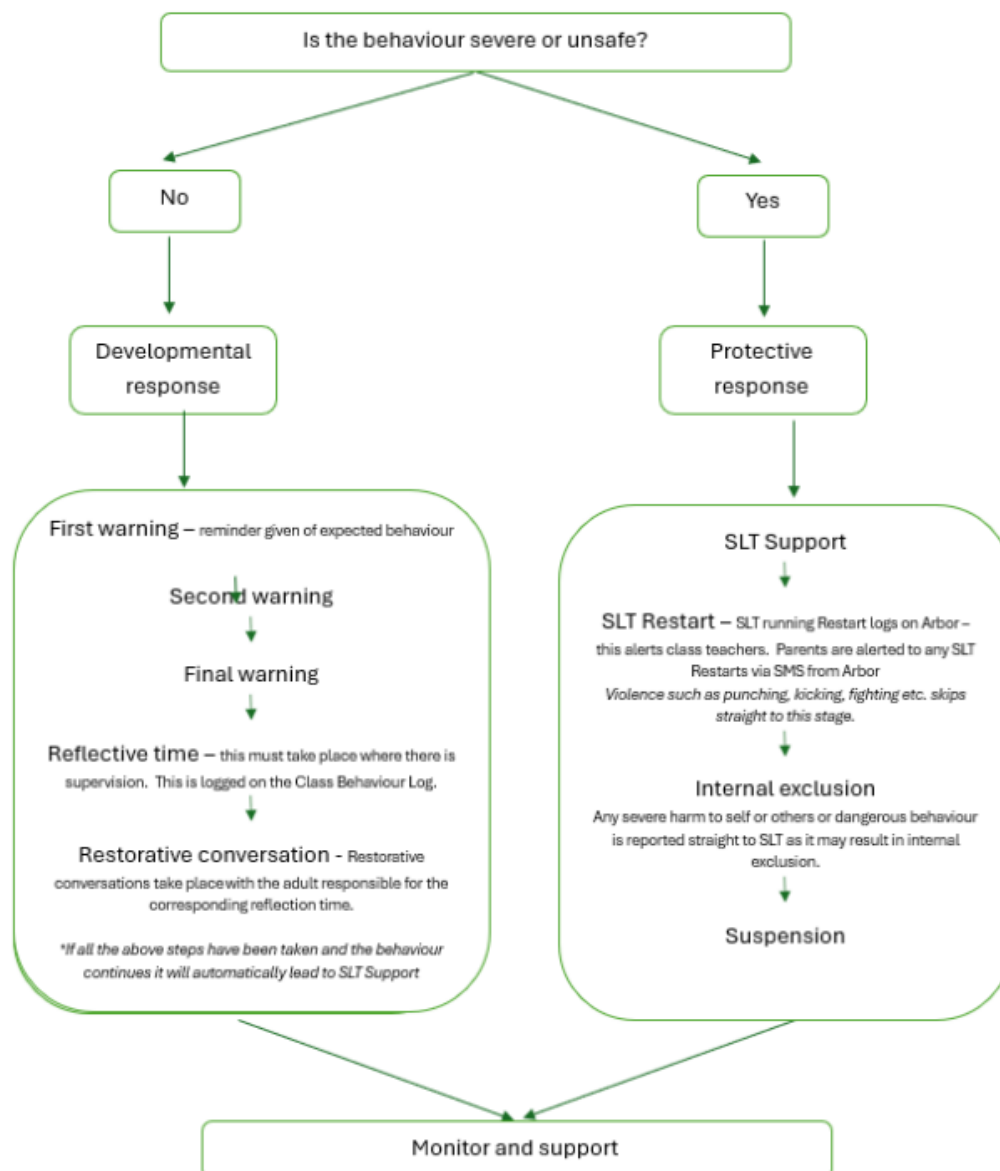 Is the behaviour severe or unsafe?
No
Yes
Developmental
response
Protective
response
First warning – reminder given of expected behaviour
Second warning
Final warning
Reflective time – this must take place where there is
supervision. This is logged on the Class Behaviour Log.
Restorative conversation - Restorative
conversations take place with the adult responsible for the
corresponding reflection time.
*If all the above steps have been taken and the behaviour
continues it will automatically lead to SLT Support
SLT Support
SLT Restart – SLT running Restart logs on Arbor –
this alerts class teachers. Parents are alerted to any SLT
Restarts via SMS from Arbor
Violence such as punching, kicking, fighting etc. skips
straight to this stage.
Internal exclusion
Any severe harm to self or others or dangerous behaviour
is reported straight to SLT as it may result in internal
exclusion.
Suspension
Monitor and support